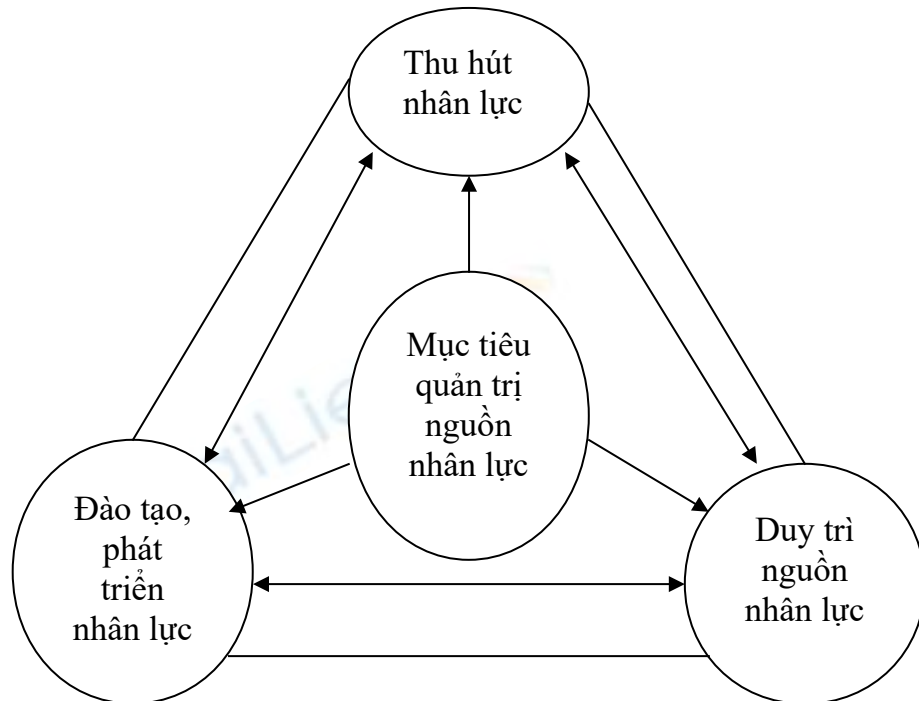 Thu hút
nhân lực
Mục tiêu
quản trị
nguồn
nhân lực
Đào tạo,
phát
triển
nhân lực
Duy trì
nguồn
nhân lực